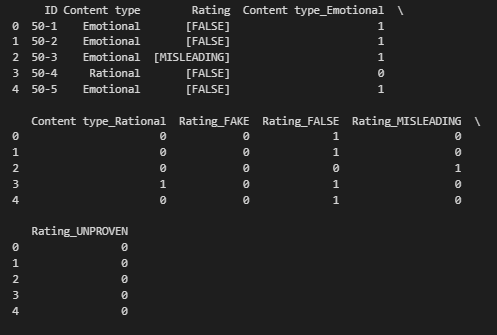 ID Content type        Rating  Content type_Emotional  \
0  50-1    Emotional       [FALSE]                       1
1  50-2    Emotional       [FALSE]                       1
2  50-3    Emotional  [MISLEADING]                       1
3  50-4     Rational       [FALSE]                       0
4  50-5    Emotional       [FALSE]                       1
   Content type_Rational  Rating_FAKE  Rating_FALSE  Rating_MISLEADING  \
0                      0            0             1                  0
1                      0            0             1                  0
2                      0            0             0                  1
3                      1            0             1                  0
4                      0            0             1                  0
   Rating_UNPROVEN
0                0
1                0
2                0
3                0
4                0